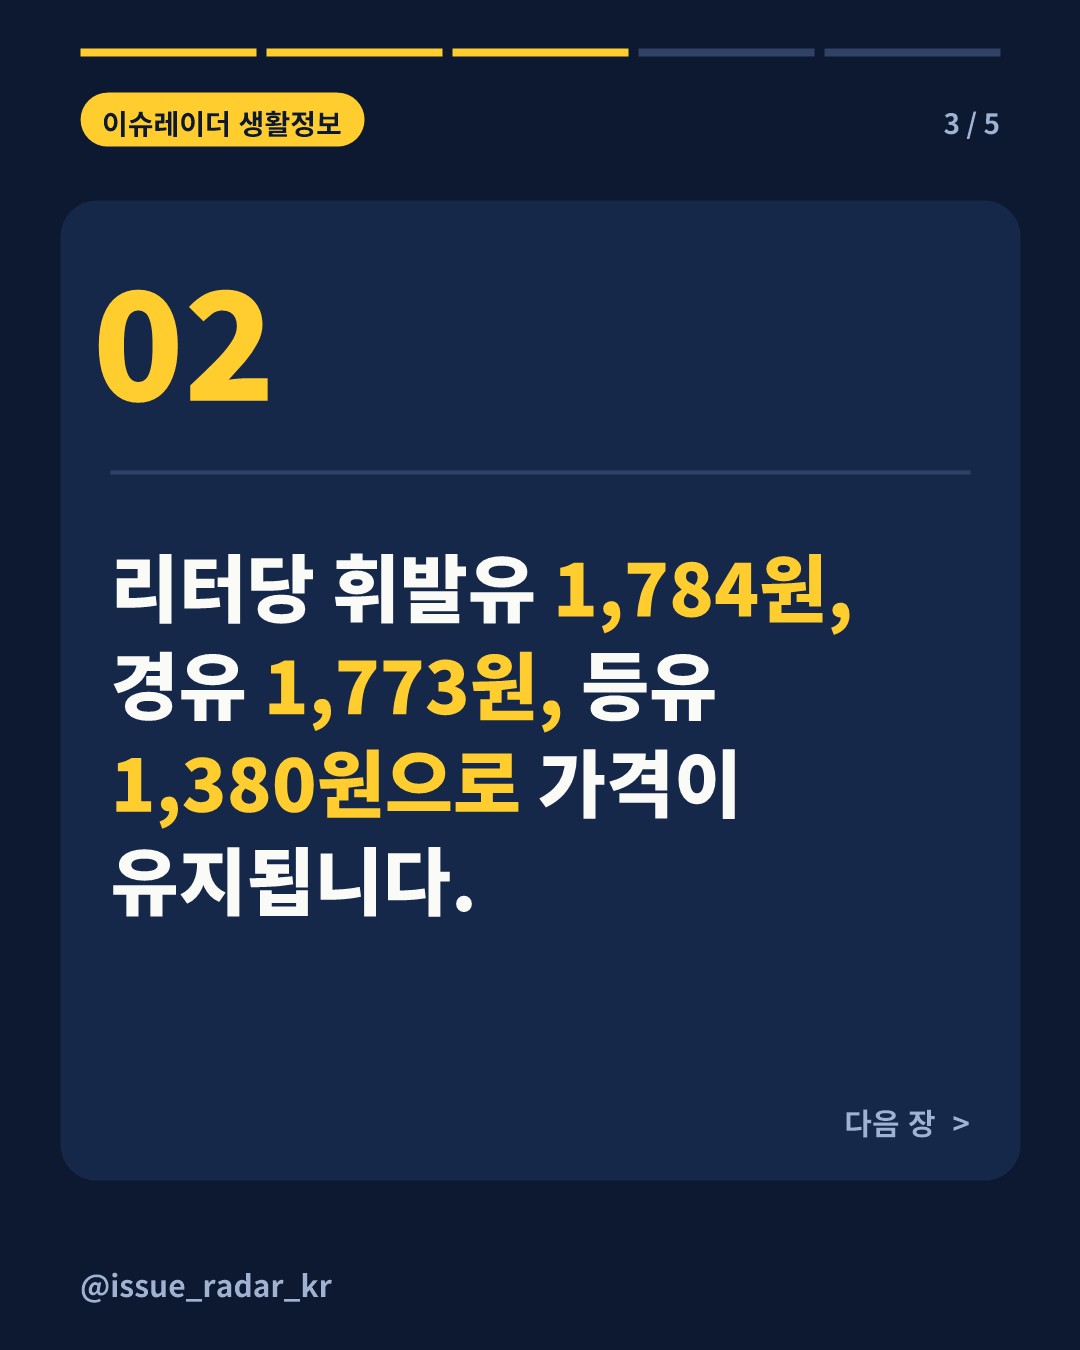 이슈레이더 생활정보
3 / 5
02
리터당 휘발유 1,784원,
경유 1,773원, 등유
1,380원으로 가격이
유지됩니다.
다음 장 >
@issue_radar_kr